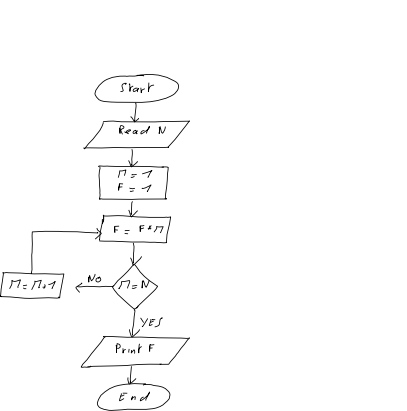 Start
Read N
M = 1
F = 1
F = F*M
M = N
NO
M = M+1
YES
Print F
End